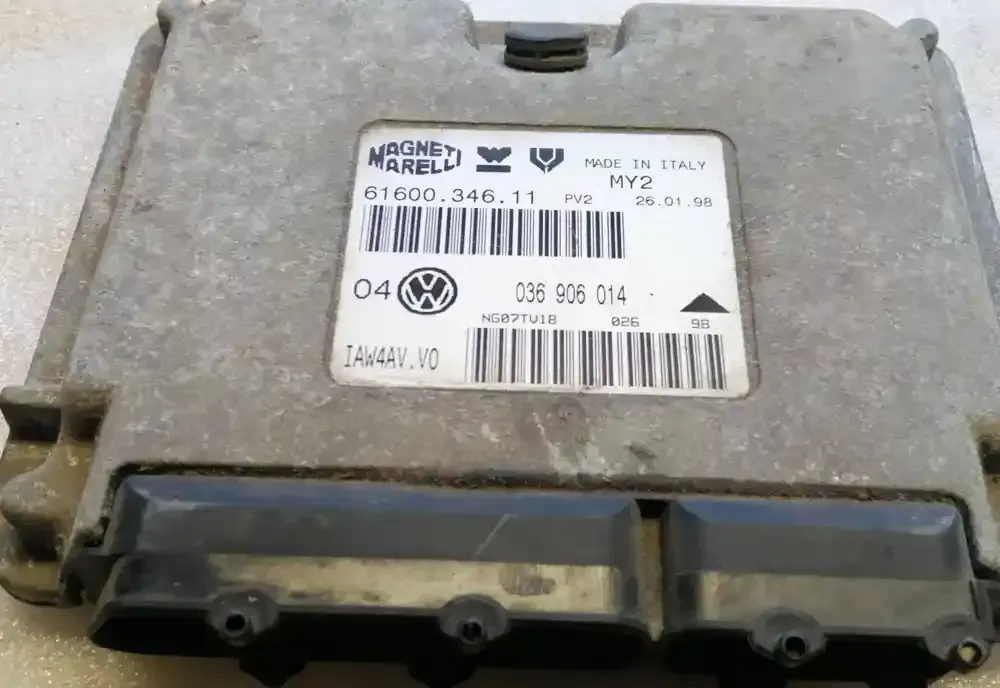 MAGNETI MARELLI MADE IN ITALY
MY2
61600.346.11 PV2 26.01.98
04 VW 036 906 014
NG07TV18 026 98
IAW4AV.V0